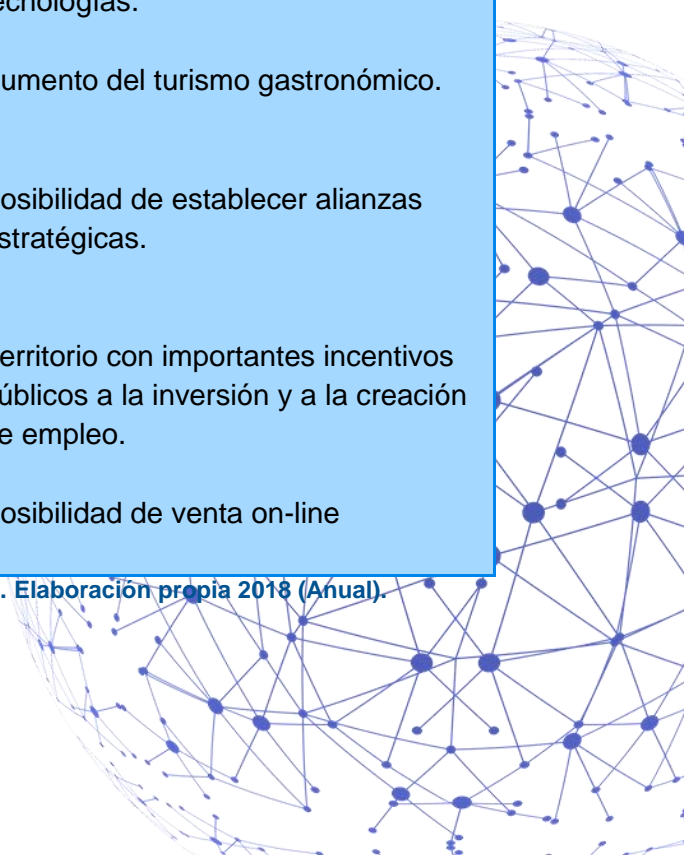 ecnologías.
umento del turismo gastronómico.
osibilidad de establecer alianzas
stratégicas.
erritorio con importantes incentivos
úblicos a la inversión y a la creación
e empleo.
osibilidad de venta on-line
. Elaboración propia 2018 (Anual).